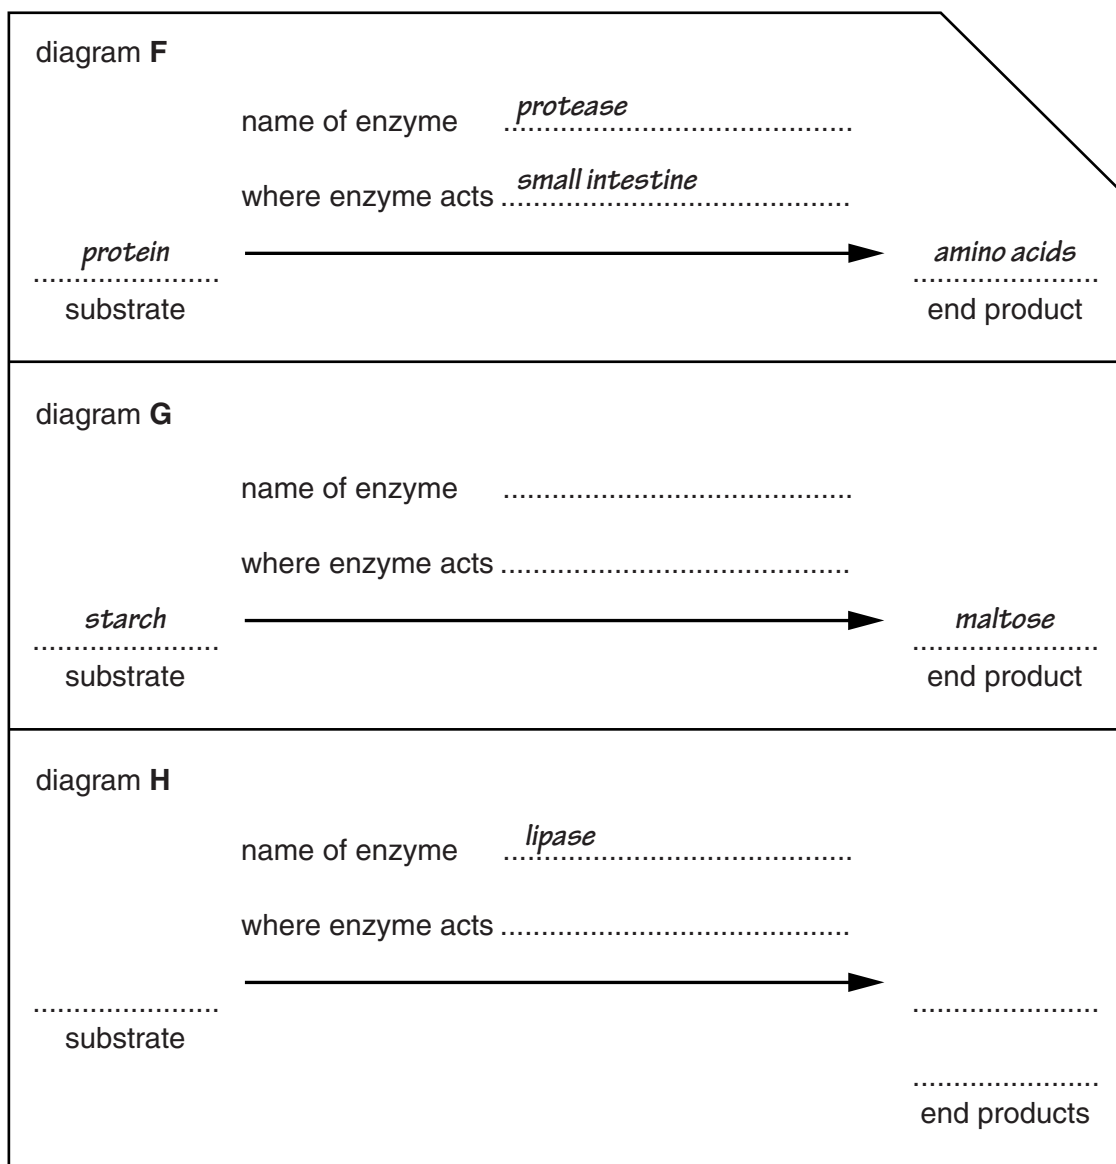 diagram F
name of enzyme protease
where enzyme acts small intestine
protein amino acids
substrate end product
diagram G
name of enzyme ........................................
where enzyme acts ........................................
starch maltose
substrate end product
diagram H
name of enzyme lipase
where enzyme acts ........................................
....................... .......................
substrate
.......................
end products